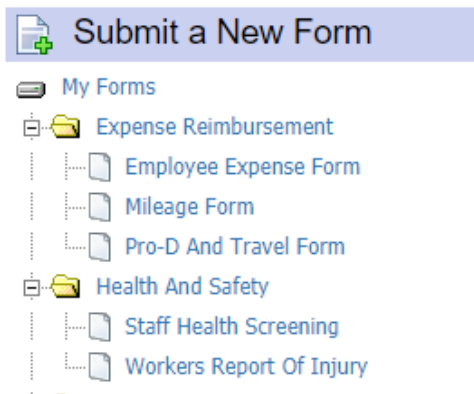 Submit a New Form
My Forms
Expense Reimbursement
Employee Expense Form
Mileage Form
Pro-D And Travel Form
Health And Safety
Staff Health Screening
Workers Report Of Injury